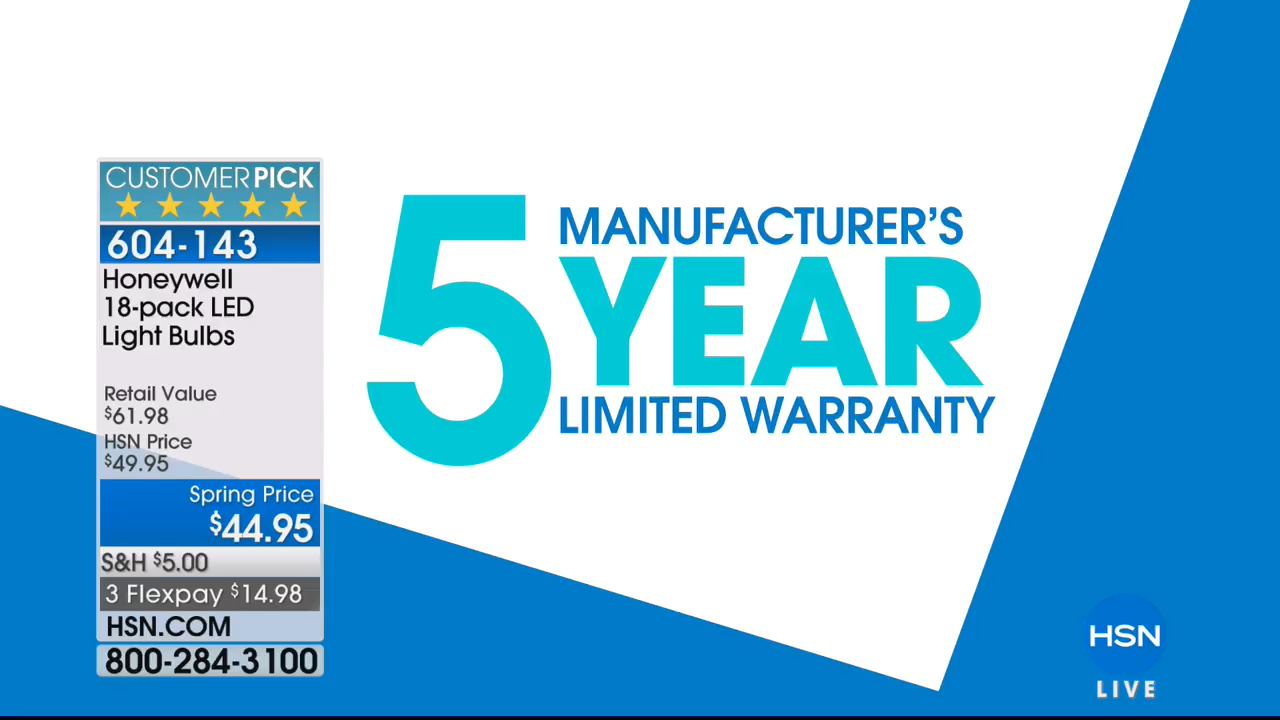 CUSTOMER PICK
604-143
Honeywell
18-pack LED
Light Bulbs
Retail Value
$61.98
HSN Price
$49.95
Spring Price
$44.95
S&H $5.00
3 Flexpay $14.98
HSN.COM
800-284-3100
5
MANUFACTURER’S
YEAR
LIMITED WARRANTY
HSN
LIVE